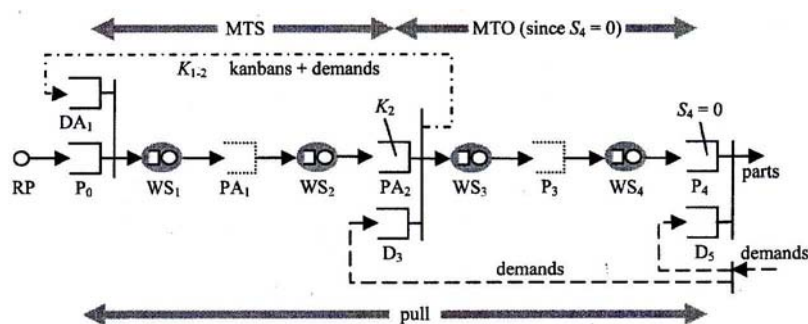 MTS
MTO (since S₄ = 0)
K₁₋₂ kanbans + demands
DA₁
K₂
S₄ = 0
RP
P₀
WS₁
PA₁
WS₂
PA₂
WS₃
P₃
WS₄
P₄
parts
D₃
D₅
demands
demands
pull